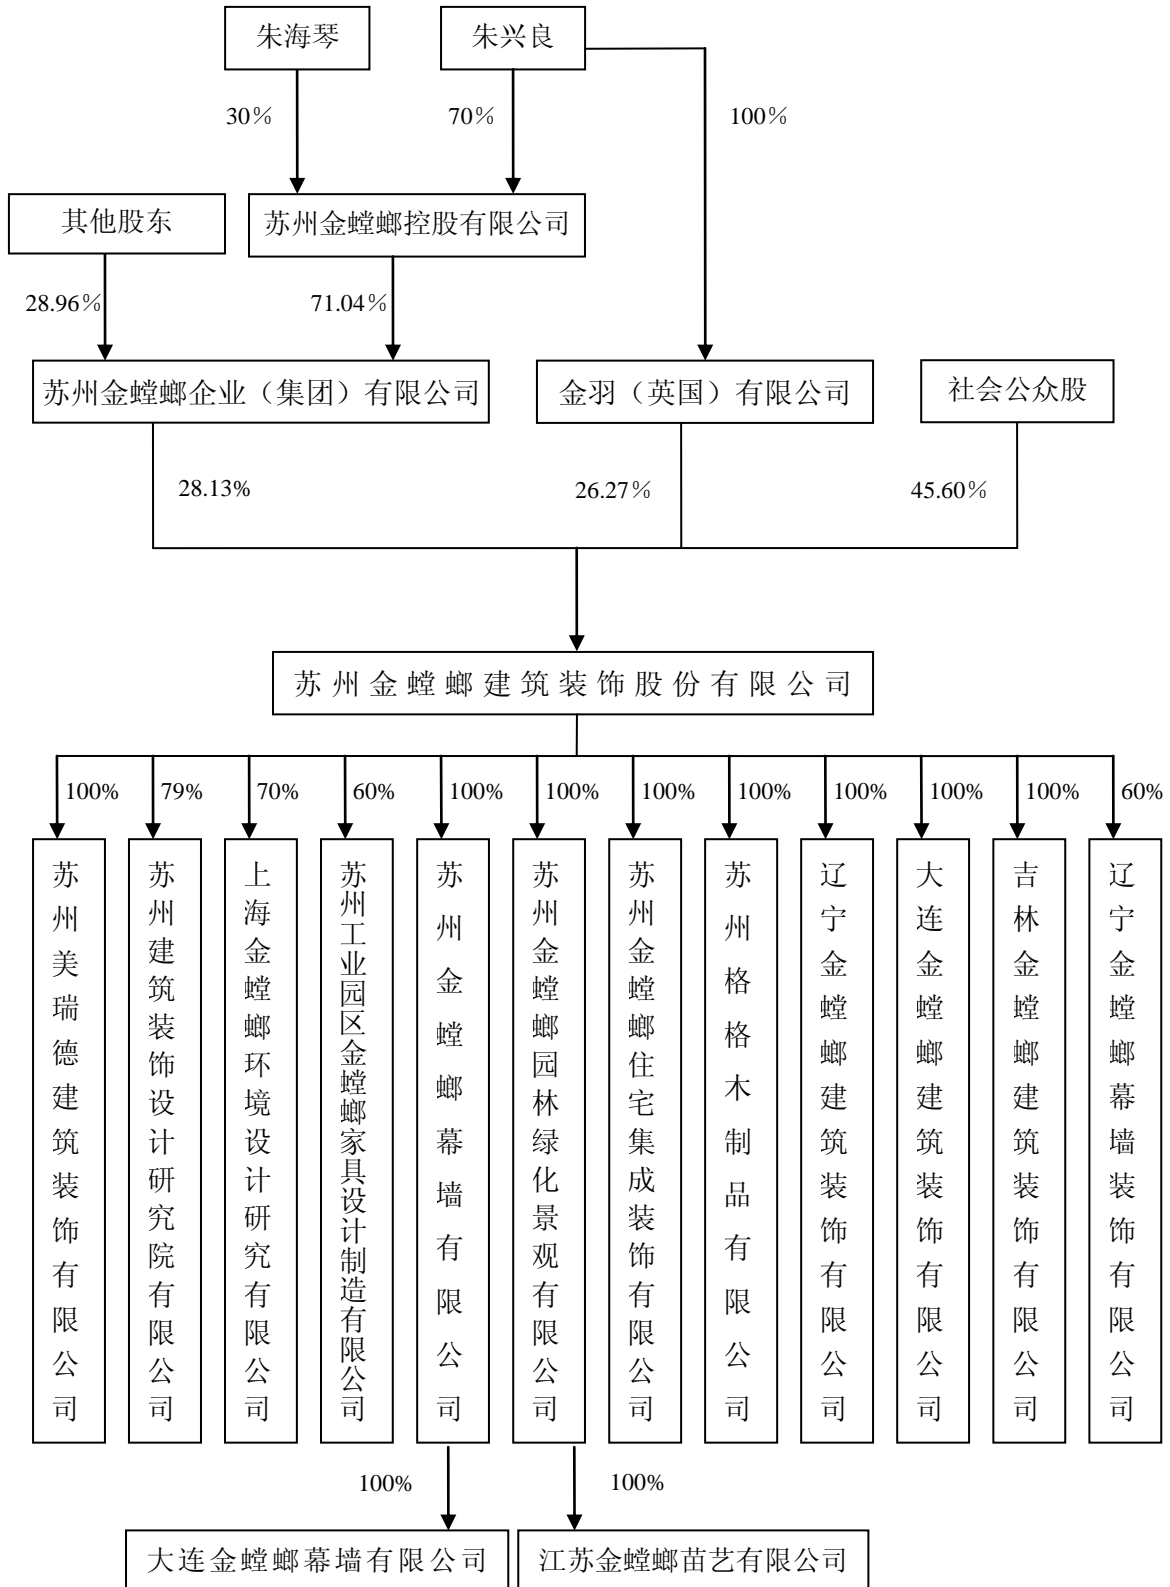 朱海琴
朱兴良
30%
70%
100%
其他股东
苏州金螳螂控股有限公司
28.96%
71.04%
苏州金螳螂企业（集团）有限公司
金羽（英国）有限公司
社会公众股
28.13%
26.27%
45.60%
苏州金螳螂建筑装饰股份有限公司
100%
79%
70%
60%
100%
100%
100%
100%
100%
100%
100%
60%
苏州美瑞德建筑装饰有限公司
苏州建筑装饰设计研究院有限公司
上海金螳螂环境设计研究有限公司
苏州工业园区金螳螂家具设计制造有限公司
苏州金螳螂幕墙有限公司
苏州金螳螂园林绿化景观有限公司
苏州金螳螂住宅集成装饰有限公司
苏州格格木制品有限公司
辽宁金螳螂建筑装饰有限公司
大连金螳螂建筑装饰有限公司
吉林金螳螂建筑装饰有限公司
辽宁金螳螂幕墙装饰有限公司
100%
100%
大连金螳螂幕墙有限公司
江苏金螳螂苗艺有限公司